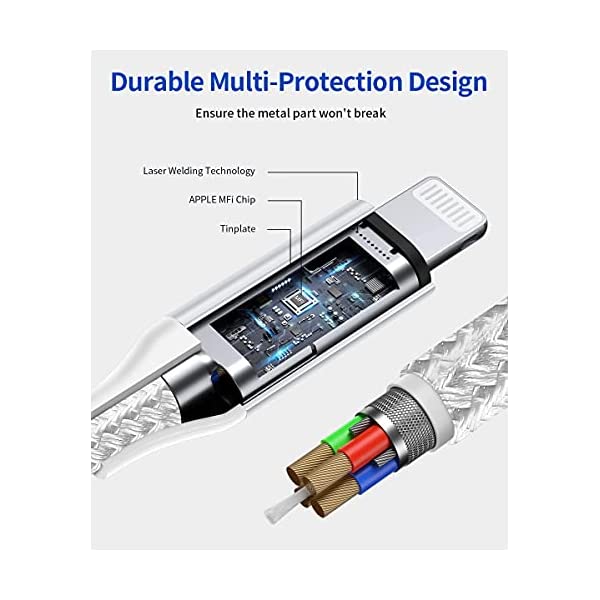 Durable Multi-Protection Design
Ensure the metal part won't break
Laser Welding Technology
APPLE MFi Chip
Tinplate